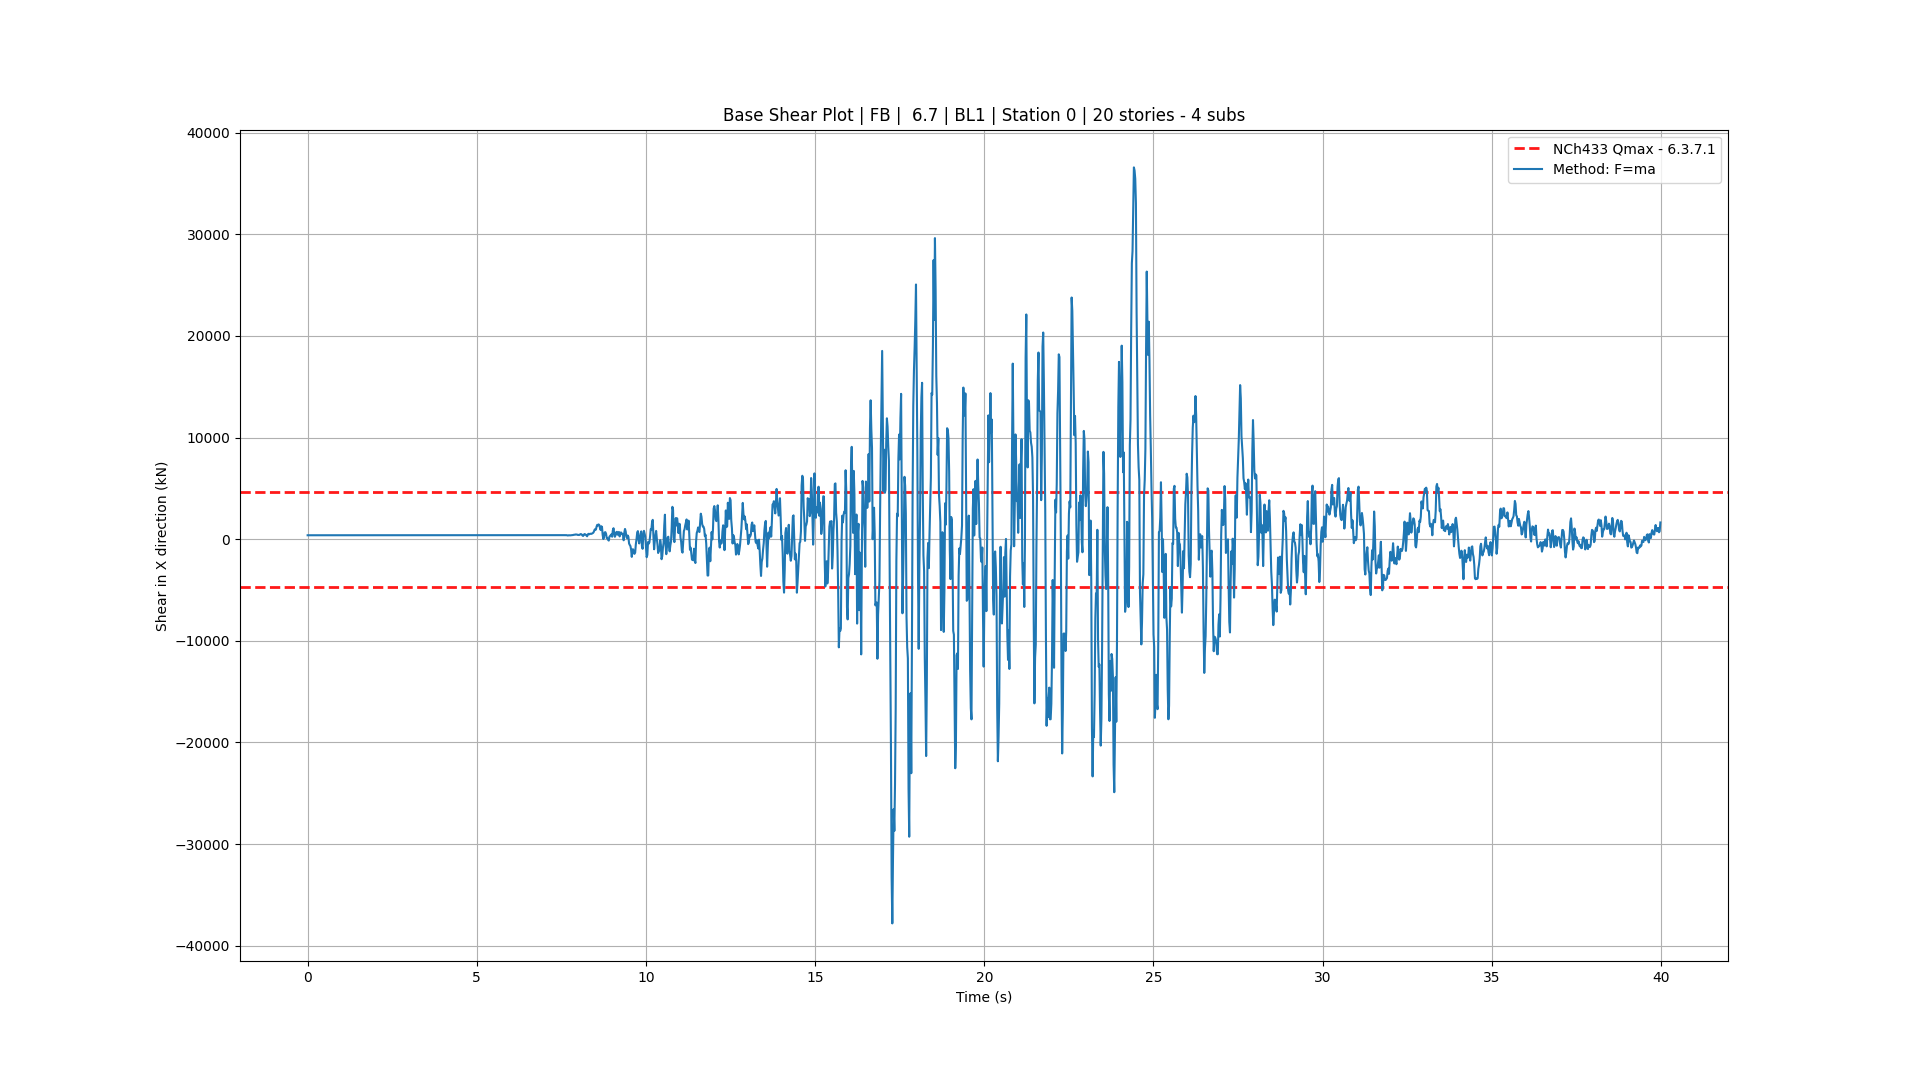 Base Shear Plot | FB |  6.7 | BL1 | Station 0 | 20 stories - 4 subs
NCh433 Qmax - 6.3.7.1
Method: F=ma
Shear in X direction (kN)
40000
30000
20000
10000
0
−10000
−20000
−30000
−40000
0 5 10 15 20 25 30 35 40
Time (s)